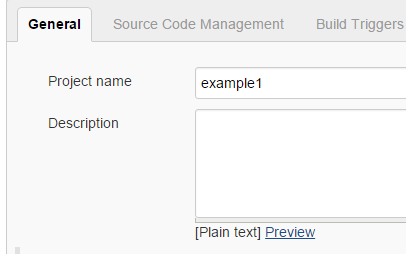 General Source Code Management Build Triggers
Project name example1
Description
[Plain text] Preview